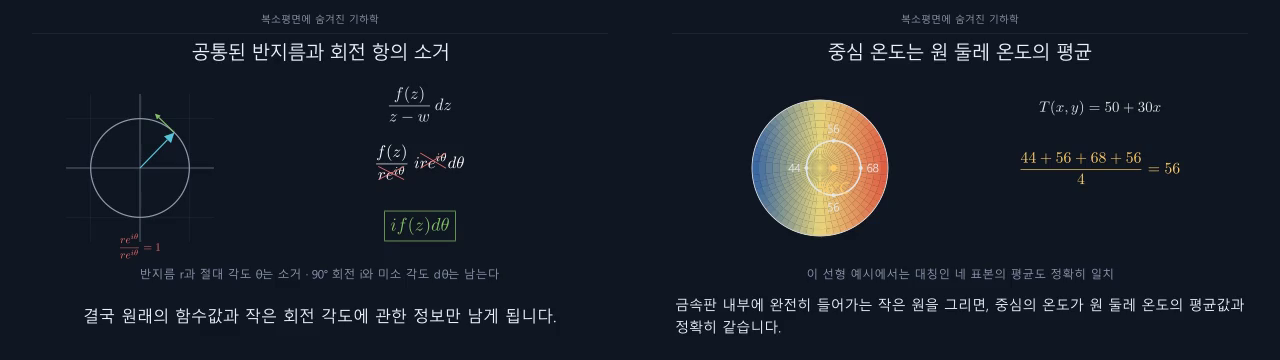 복소평면에 숨겨진 기하학
공통된 반지름과 회전 항의 소거
f(z)/(z − w) dz
f(z)/(re^{iθ}) ire^{iθ}dθ
if(z)dθ
re^{iθ}/re^{iθ} = 1
반지름 r과 절대 각도 θ는 소거 · 90° 회전 i와 미소 각도 dθ는 남는다
결국 원래의 함수값과 작은 회전 각도에 관한 정보만 남게 됩니다.
복소평면에 숨겨진 기하학
중심 온도는 원 둘레 온도의 평균
56
44
68
56
T(x, y) = 50 + 30x
(44 + 56 + 68 + 56)/4 = 56
이 선형 예시에서는 대칭인 네 표본의 평균도 정확히 일치
금속판 내부에 완전히 들어가는 작은 원을 그리면, 중심의 온도가 원 둘레 온도의 평균값과
정확히 같습니다.